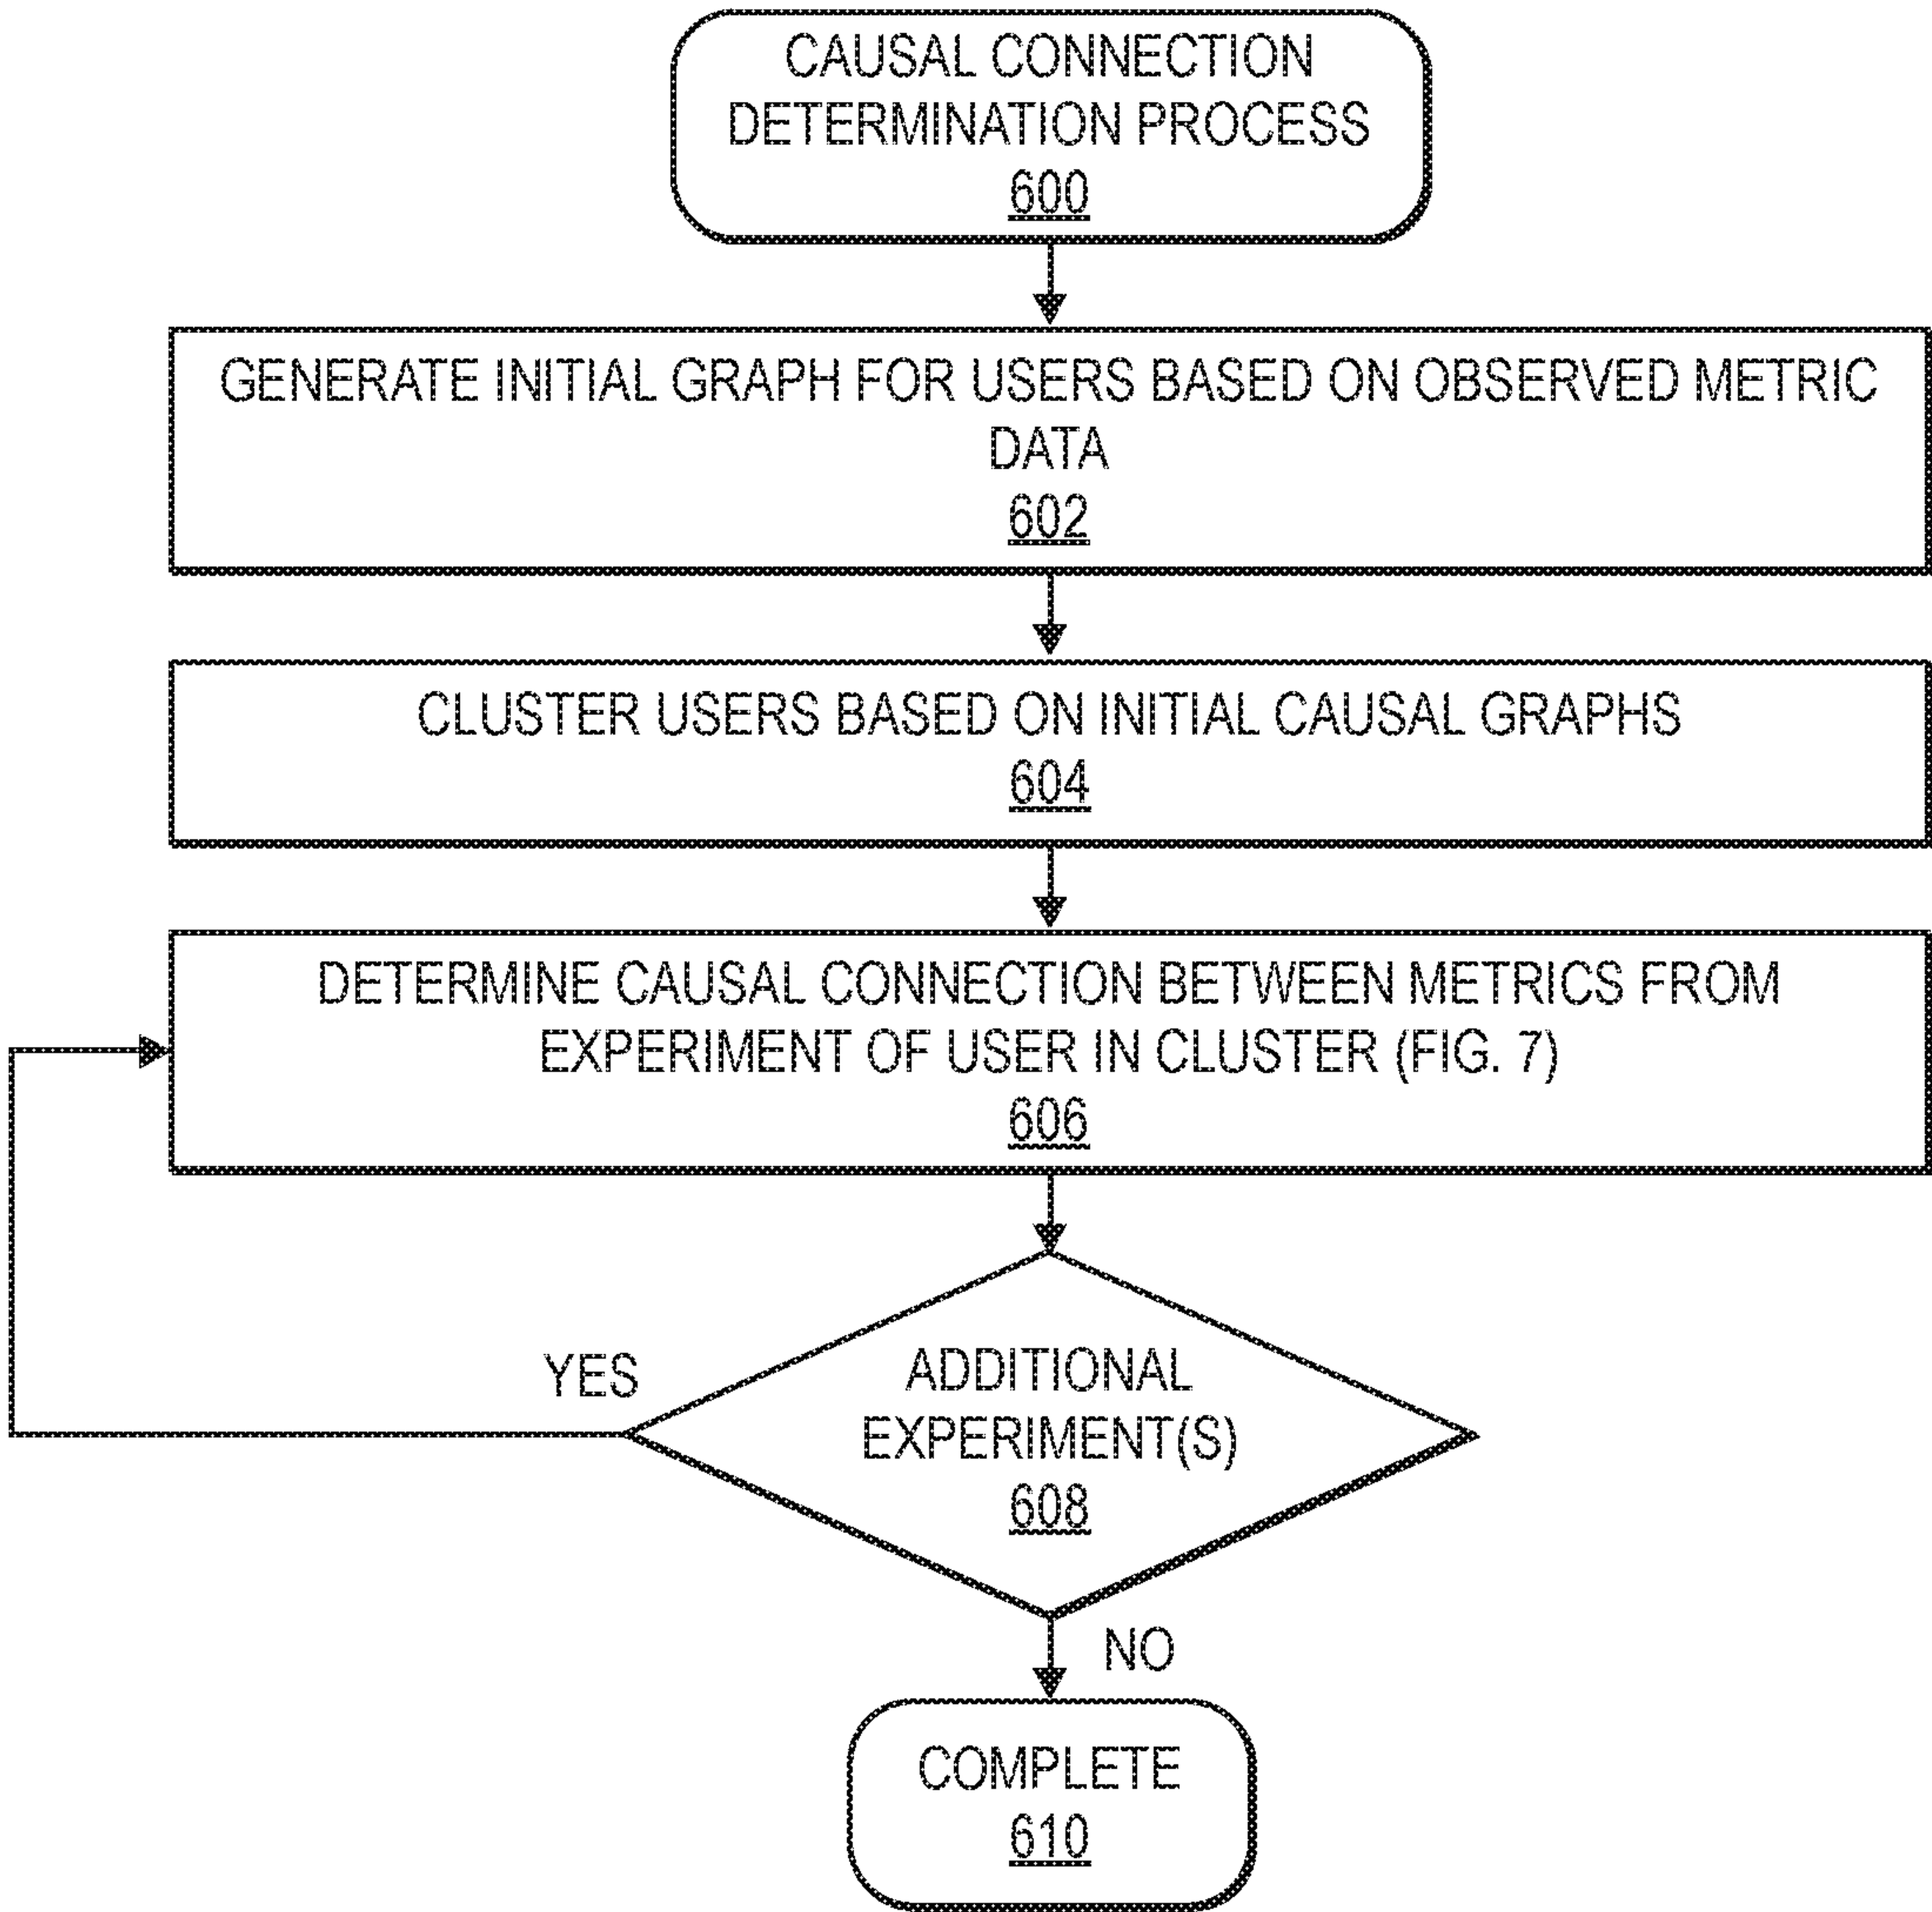 CAUSAL CONNECTION
DETERMINATION PROCESS
600
GENERATE INITIAL GRAPH FOR USERS BASED ON OBSERVED METRIC
DATA
602
CLUSTER USERS BASED ON INITIAL CAUSAL GRAPHS
604
DETERMINE CAUSAL CONNECTION BETWEEN METRICS FROM
EXPERIMENT OF USER IN CLUSTER (FIG. 7)
606
YES
ADDITIONAL
EXPERIMENT(S)
608
NO
COMPLETE
610